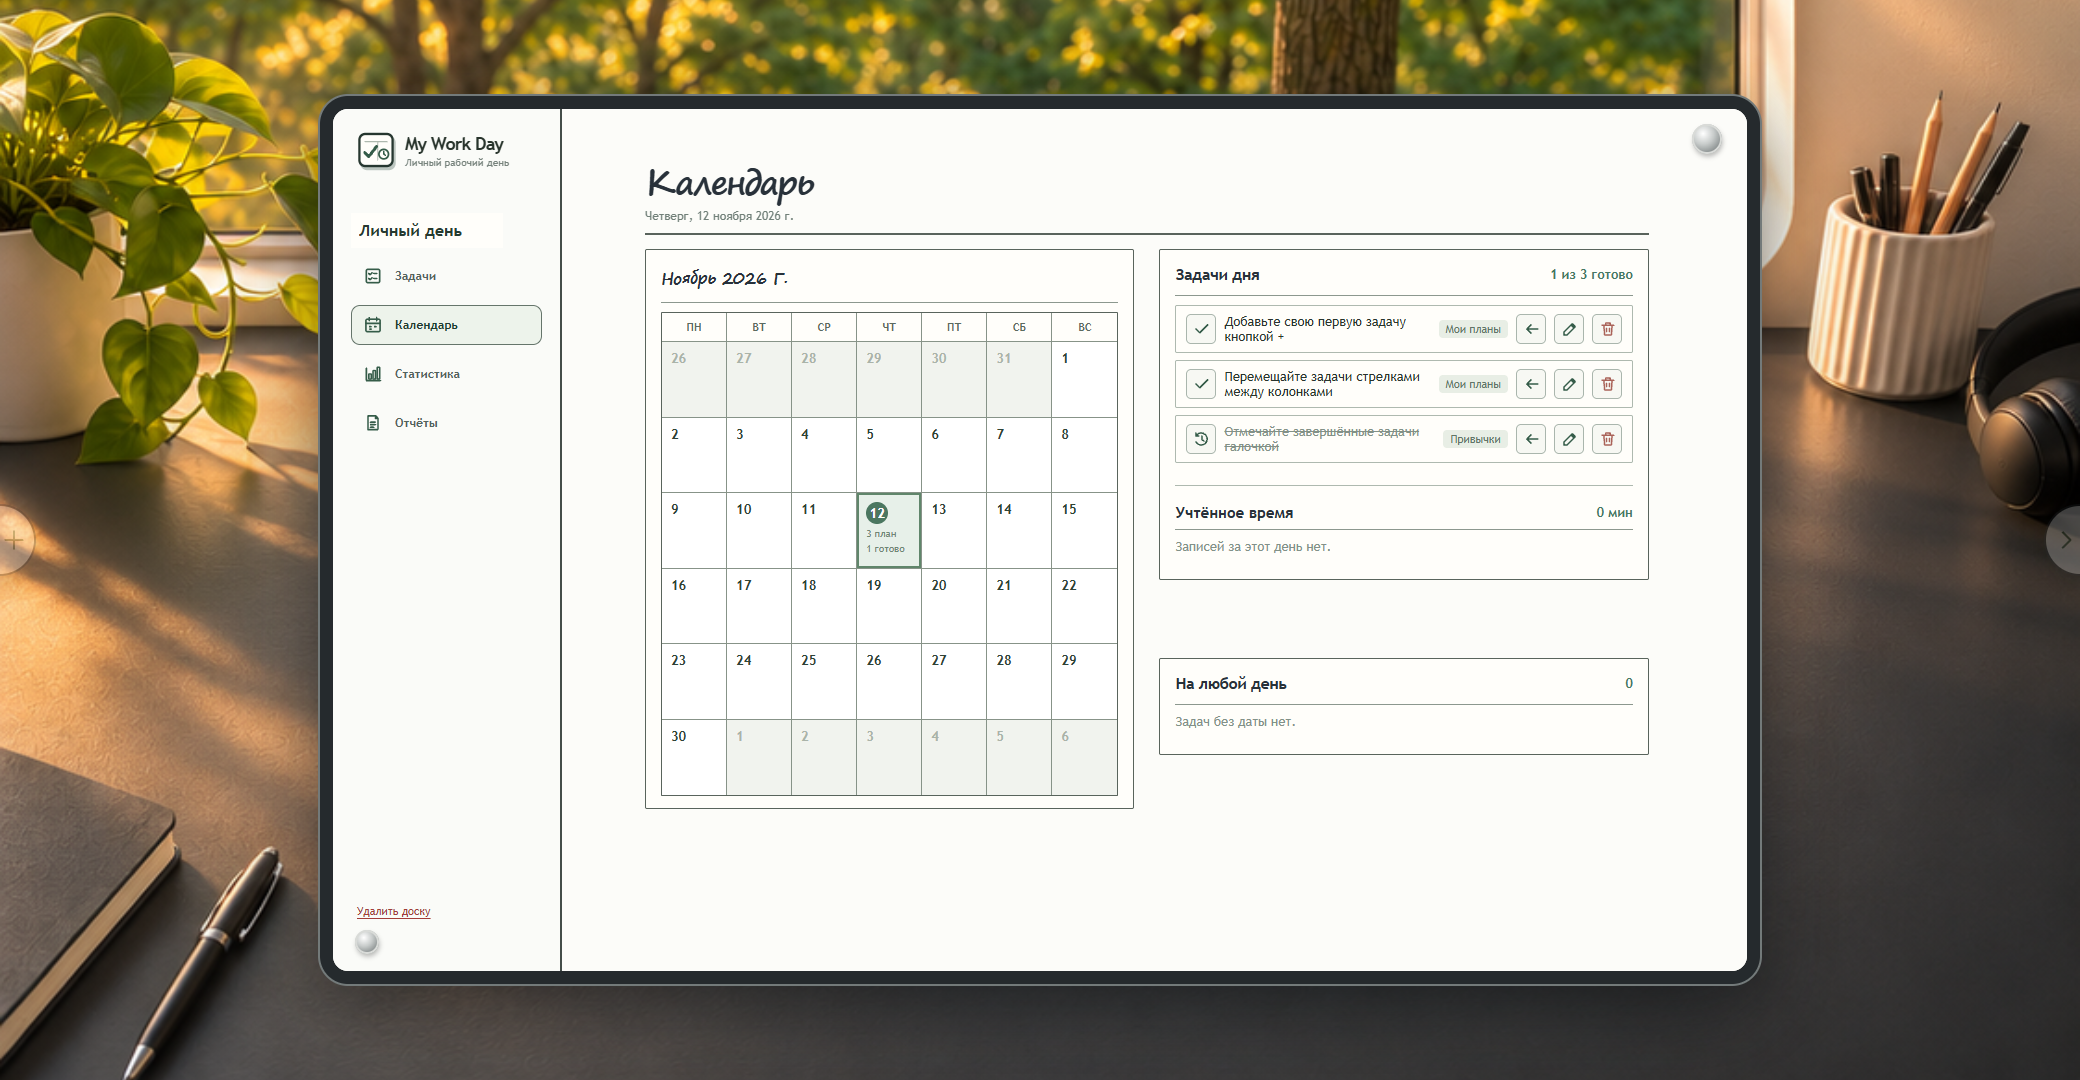 My Work Day
Личный рабочий день
Личный день
Задачи
Календарь
Статистика
Отчёты
Удалить доску
Календарь
Четверг, 12 ноября 2026 г.
Ноябрь 2026 Г.
ПН ВТ СР ЧТ ПТ СБ ВС
26 27 28 29 30 31 1
2 3 4 5 6 7 8
9 10 11 12 13 14 15
3 план
1 готово
16 17 18 19 20 21 22
23 24 25 26 27 28 29
30 1 2 3 4 5 6
Задачи дня 1 из 3 готово
Добавьте свою первую задачу
кнопкой +
Мои планы
Перемещайте задачи стрелками
между колонками
Мои планы
Отмечайте завершённые задачи
галочкой
Привычки
Учтённое время 0 мин
Записей за этот день нет.
На любой день 0
Задач без даты нет.